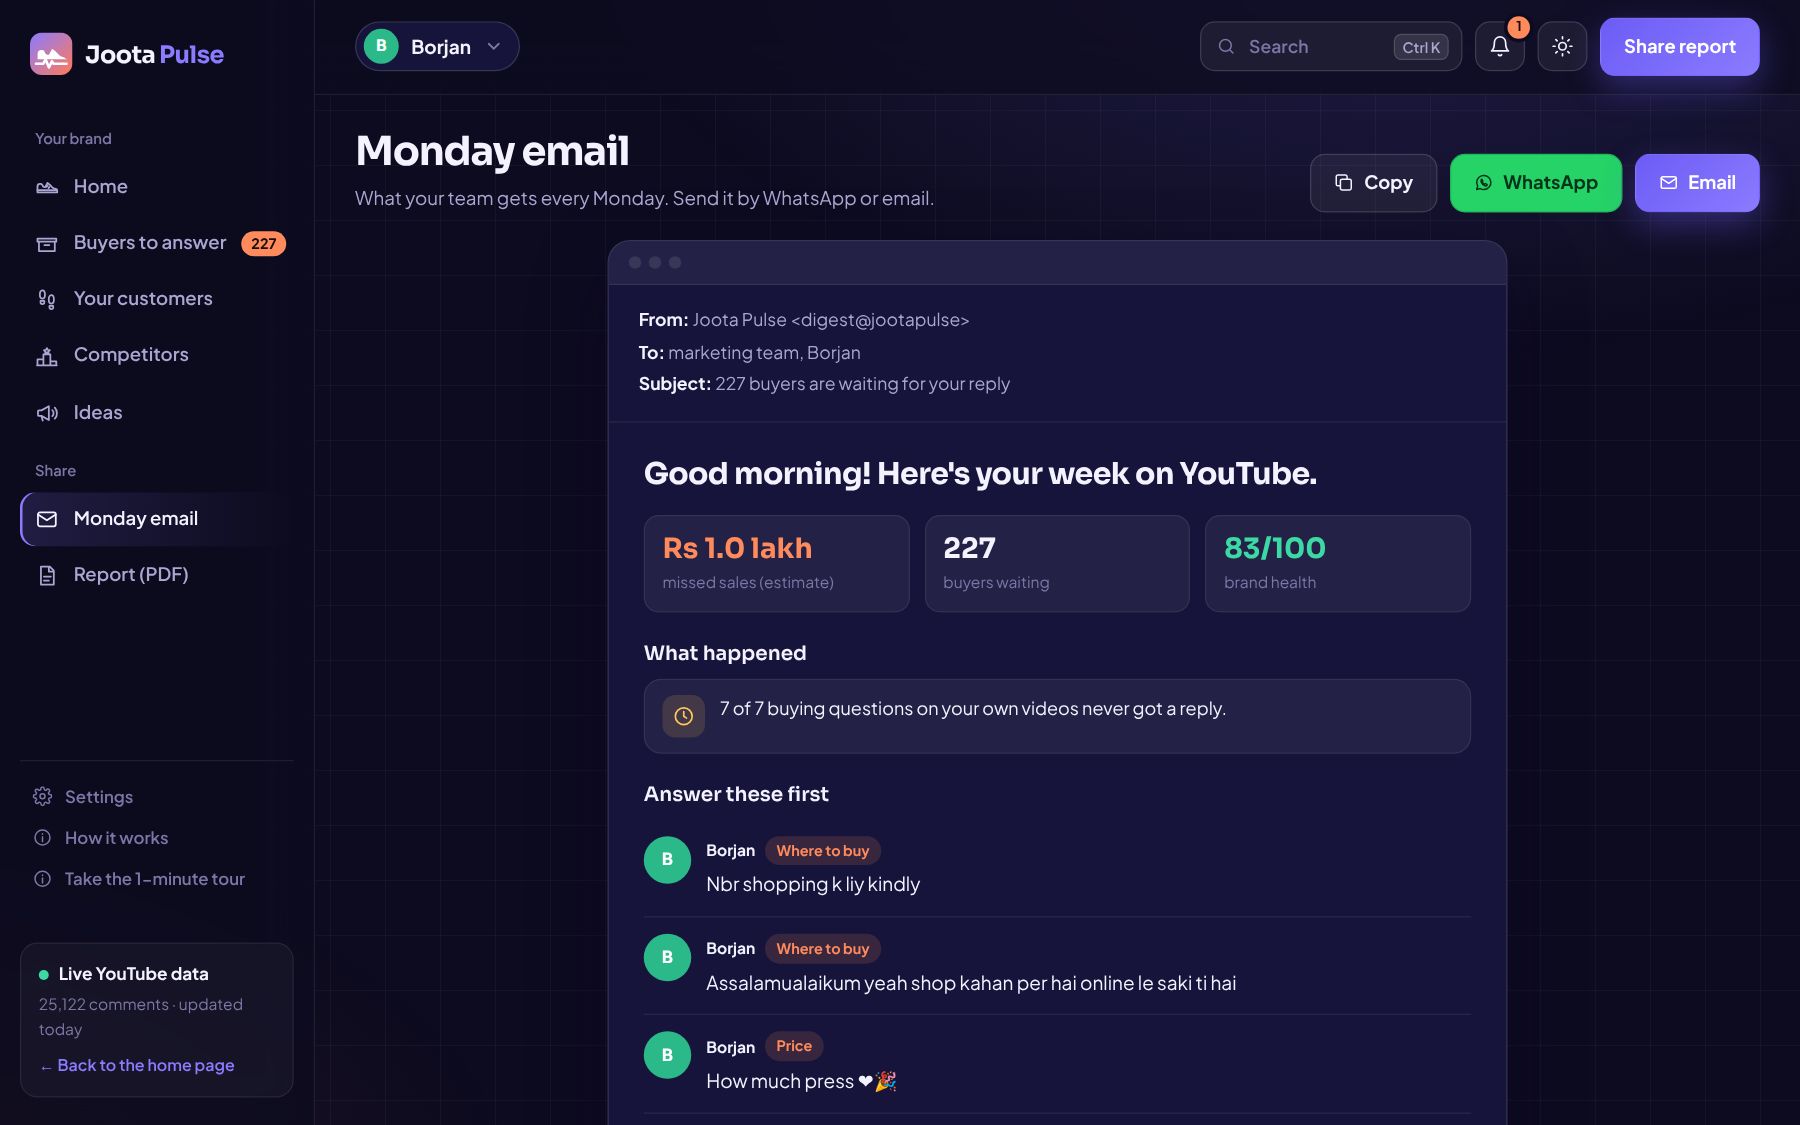 Joota Pulse
Borjan
Search
Ctrl K
1
Share report
Your brand
Home
Buyers to answer 227
Your customers
Competitors
Ideas
Share
Monday email
Report (PDF)
Settings
How it works
Take the 1-minute tour
Live YouTube data
25,122 comments · updated
today
← Back to the home page
Monday email
What your team gets every Monday. Send it by WhatsApp or email.
Copy
WhatsApp
Email
From: Joota Pulse <digest@jootapulse>
To: marketing team, Borjan
Subject: 227 buyers are waiting for your reply
Good morning! Here's your week on YouTube.
Rs 1.0 lakh
missed sales (estimate)
227
buyers waiting
83/100
brand health
What happened
7 of 7 buying questions on your own videos never got a reply.
Answer these first
B
Borjan Where to buy
Nbr shopping k liy kindly
B
Borjan Where to buy
Assalamualaikum yeah shop kahan per hai online le saki ti hai
B
Borjan Price
How much press ❤🎉